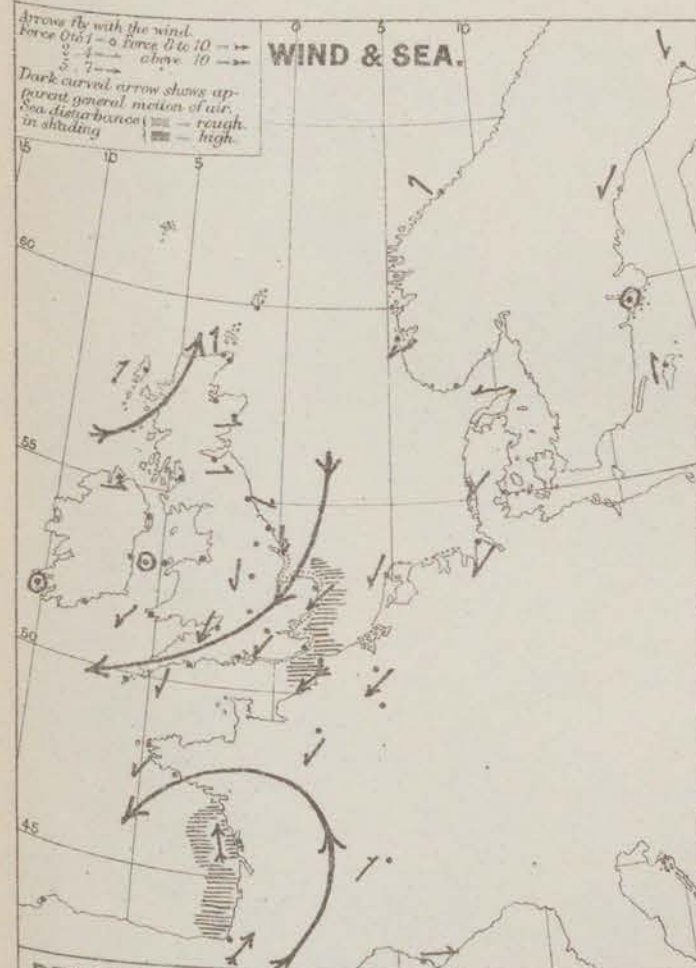 Arrows fly with the wind.
Force 0 to 1 — o force 8 to 10 —
2 4 — above 10 —
5 7 —
Dark curved arrow shows ap-
parent general motion of air.
Sea disturbance — rough.
in shading — high.
WIND & SEA.
15 10 5 0 5 10
60
55
50
45